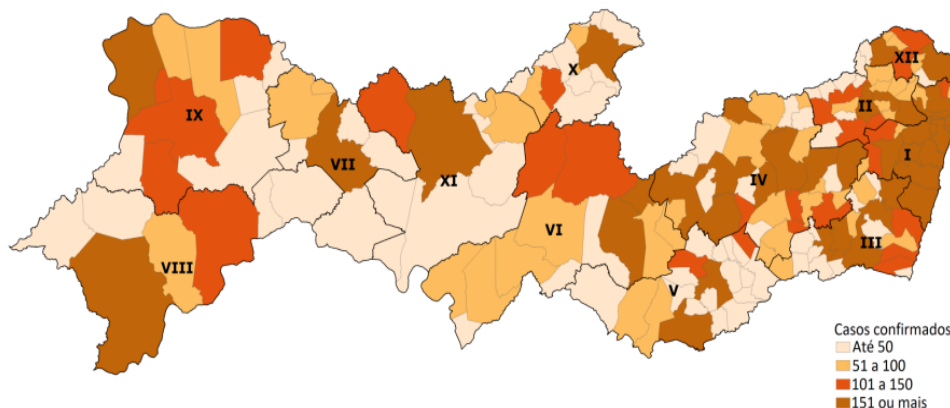 XII
X
II
IX
I
VII
IV
XI
VI
III
VIII
V
Casos confirmados
Até 50
51 a 100
101 a 150
151 ou mais